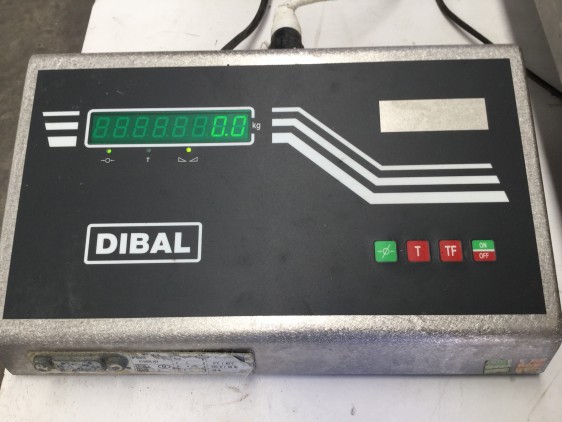 0.0 kg
T
DIBAL
T TF ON
OFF